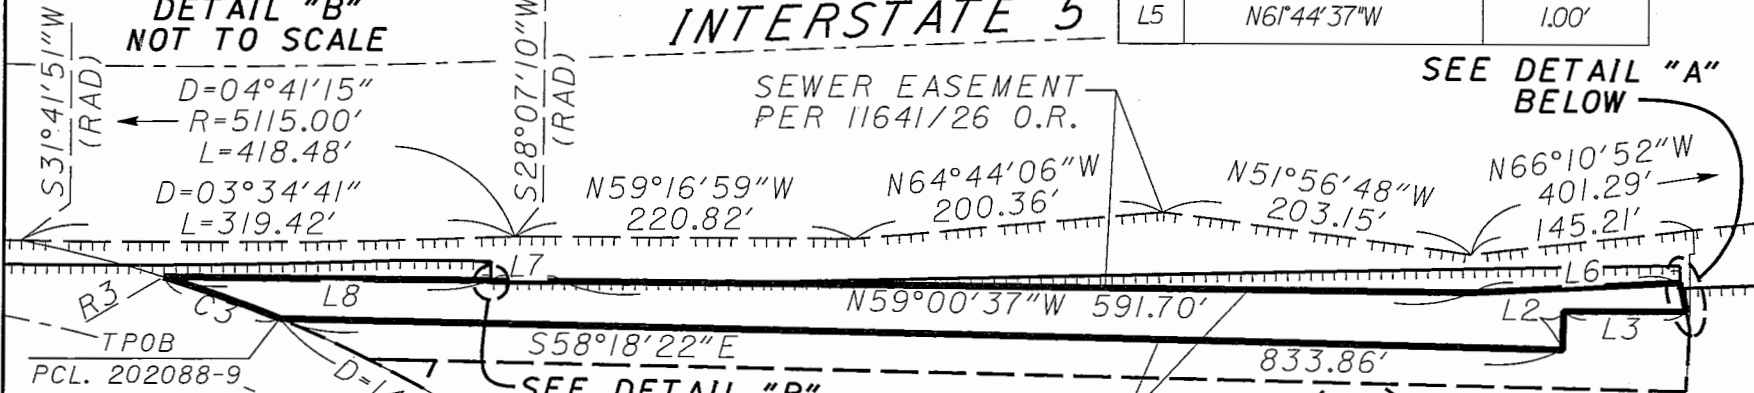 DETAIL "B"
NOT TO SCALE
INTERSTATE 5
L5 N61°44'37"W 1.00'
SEE DETAIL "A"
BELOW
S31°41'51"W
(RAD)
D=04°41'15"
R=5115.00'
L=418.48'
D=03°34'41"
L=319.42'
S28°07'10"W
(RAD)
SEWER EASEMENT
PER 11641/26 O.R.
N59°16'59"W
220.82'
N64°44'06"W
200.36'
N51°56'48"W
203.15'
N66°10'52"W
401.29'
145.21'
R3
C3
L8
L7
N59°00'37"W 591.70'
L6
L2
L3
TPOB
PCL. 202088-9
S58°18'22"E
833.86'
SEE DETAIL "B"